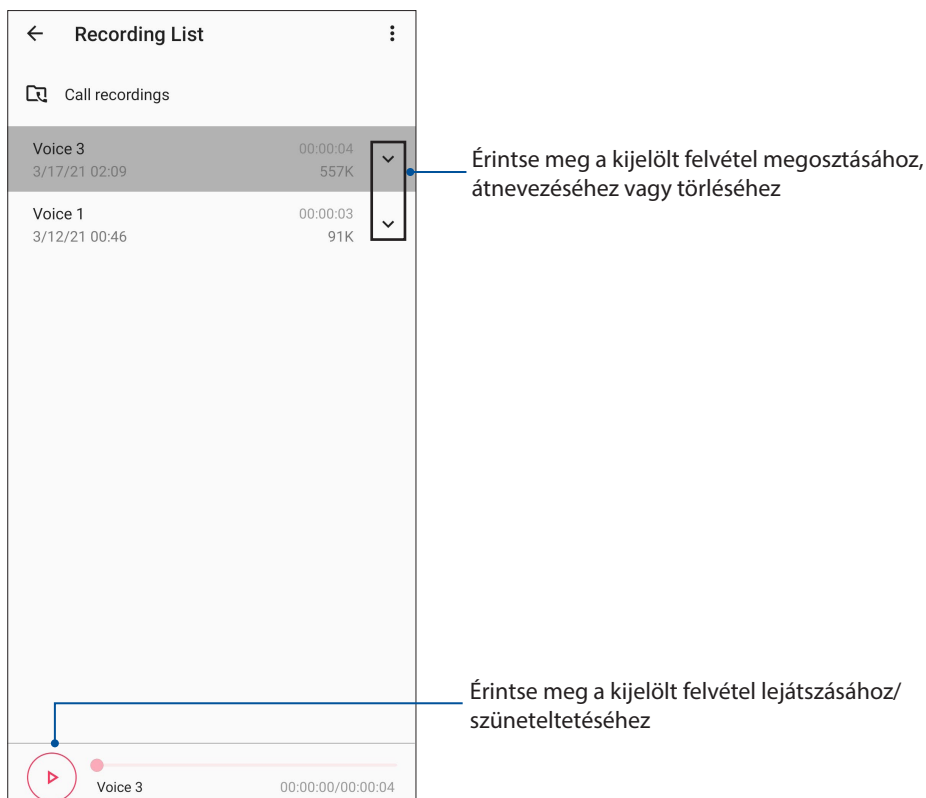 Recording List
Call recordings
Voice 3 00:00:04
3/17/21 02:09 557K
Érintse meg a kijelölt felvétel megosztásához,
átnevezéséhez vagy törléséhez
Voice 1 00:00:03
3/12/21 00:46 91K
Érintse meg a kijelölt felvétel lejátszásához/
szüneteltetéséhez
Voice 3 00:00:00/00:00:04